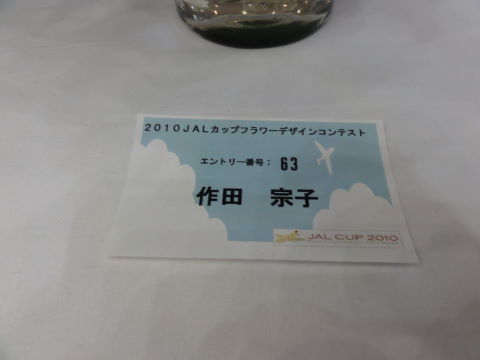 2010JALカップフラワーデザインコンテスト
エントリー番号： 63
作田　宗子
JAL CUP 2010